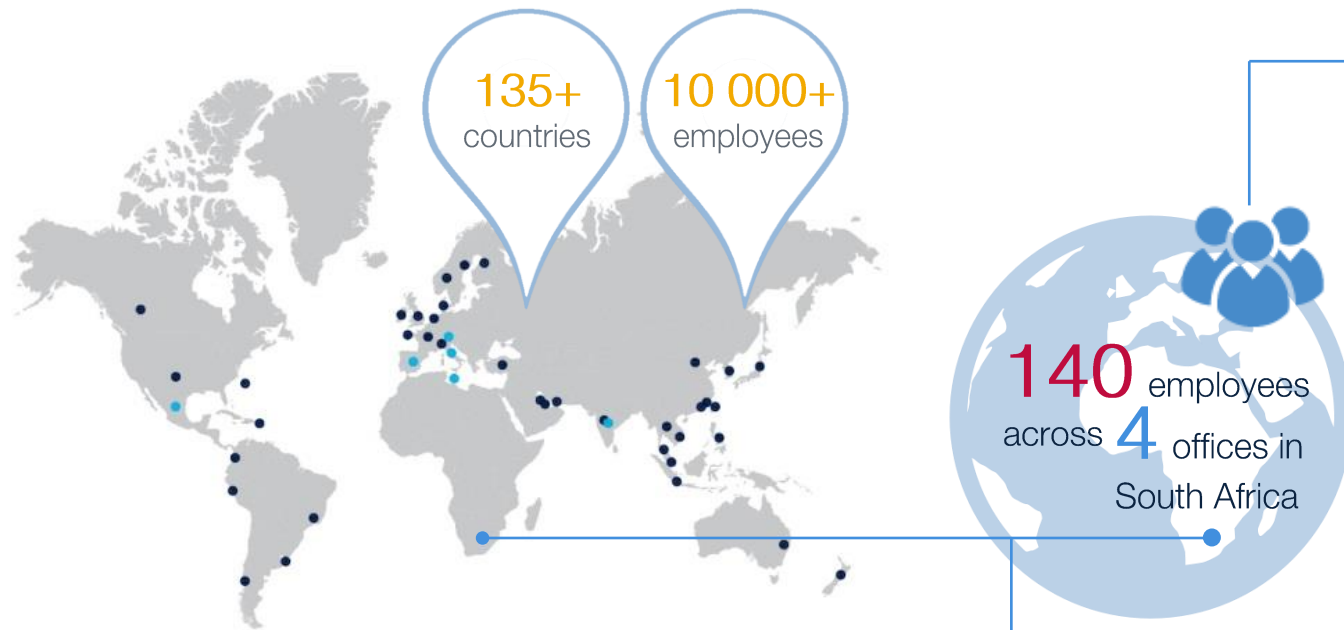 135+
countries
10 000+
employees
140 employees
across 4 offices in
South Africa